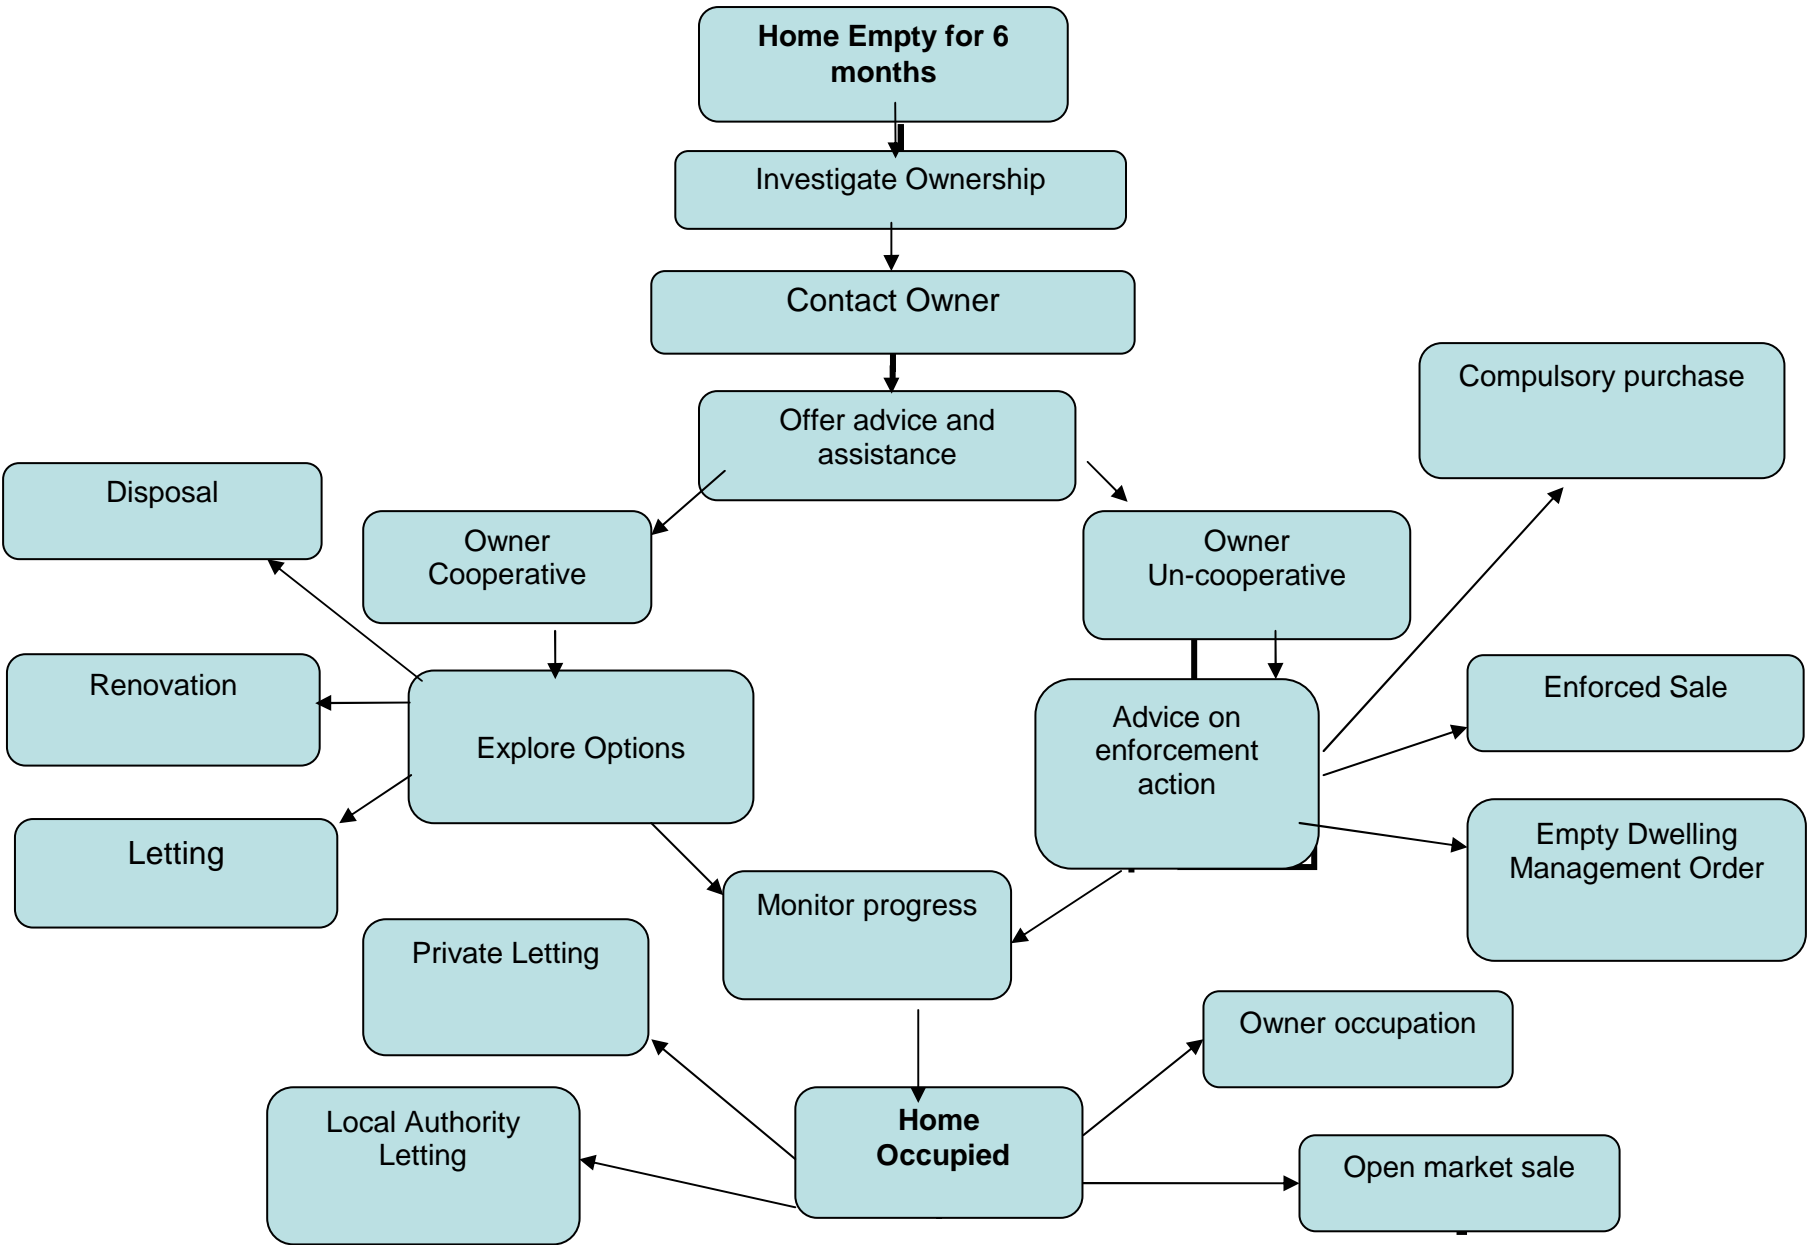 Home Empty for 6
months
Investigate Ownership
Contact Owner
Compulsory purchase
Offer advice and
assistance
Disposal
Owner
Cooperative
Owner
Un-cooperative
Renovation
Enforced Sale
Explore Options
Advice on
enforcement
action
Letting
Empty Dwelling
Management Order
Monitor progress
Private Letting
Owner occupation
Local Authority
Letting
Home
Occupied
Open market sale